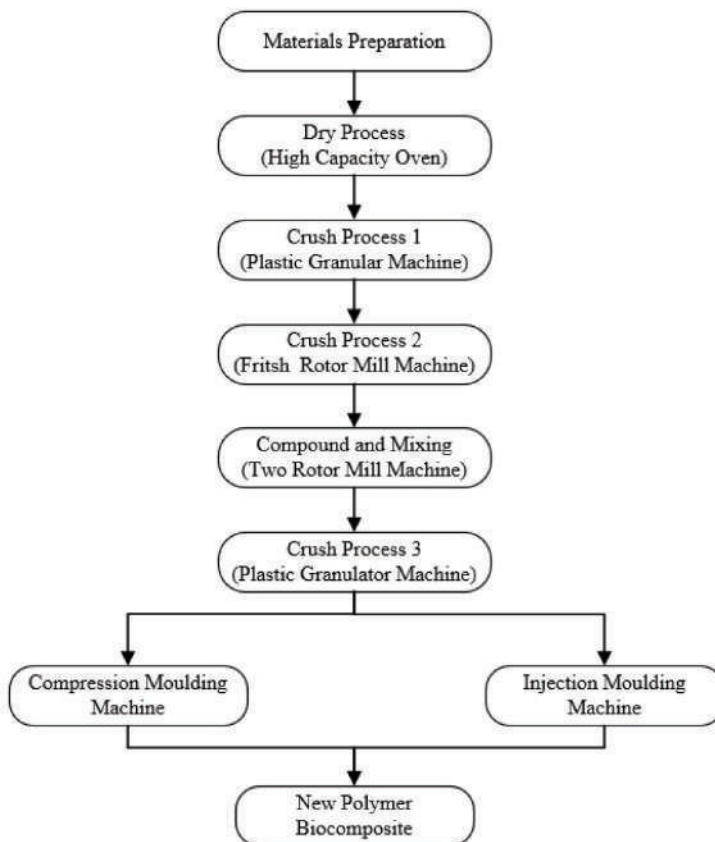 Materials Preparation
Dry Process
(High Capacity Oven)
Crush Process 1
(Plastic Granular Machine)
Crush Process 2
(Fritsh Rotor Mill Machine)
Compound and Mixing
(Two Rotor Mill Machine)
Crush Process 3
(Plastic Granulator Machine)
Compression Moulding
Machine
Injection Moulding
Machine
New Polymer
Biocomposite